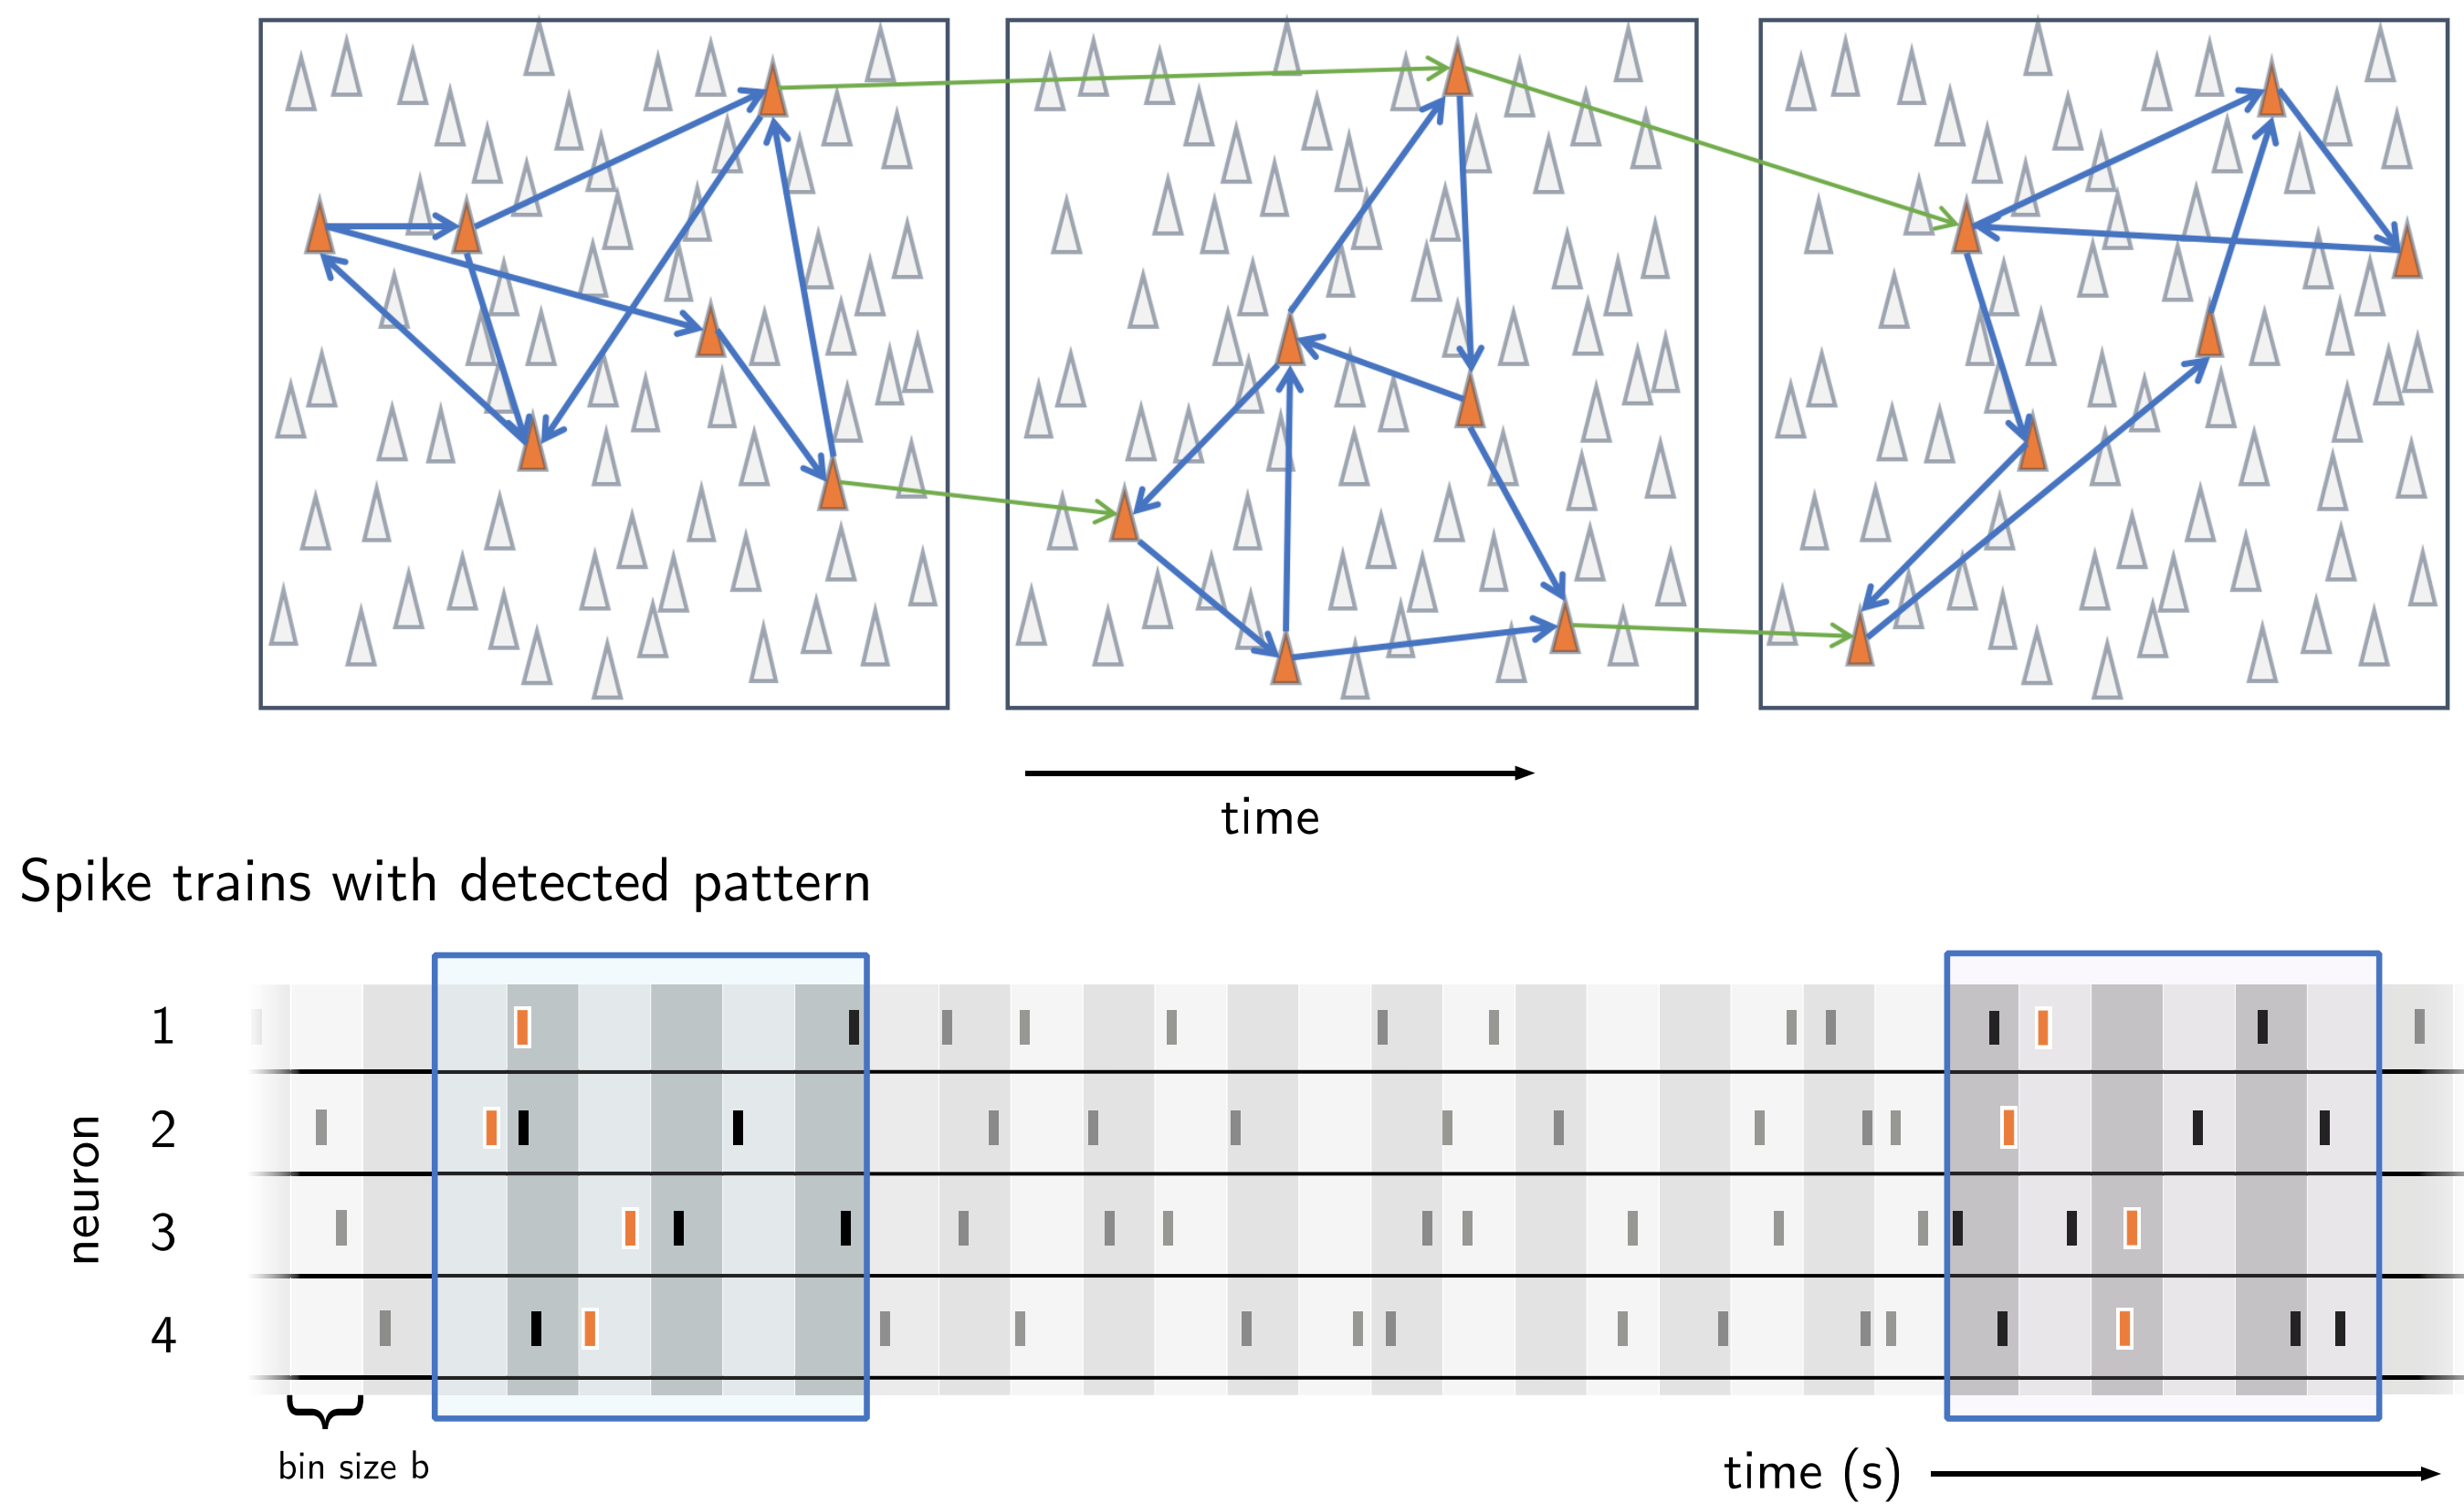 time
Spike trains with detected pattern
neuron
1
2
3
4
bin size b
time (s)